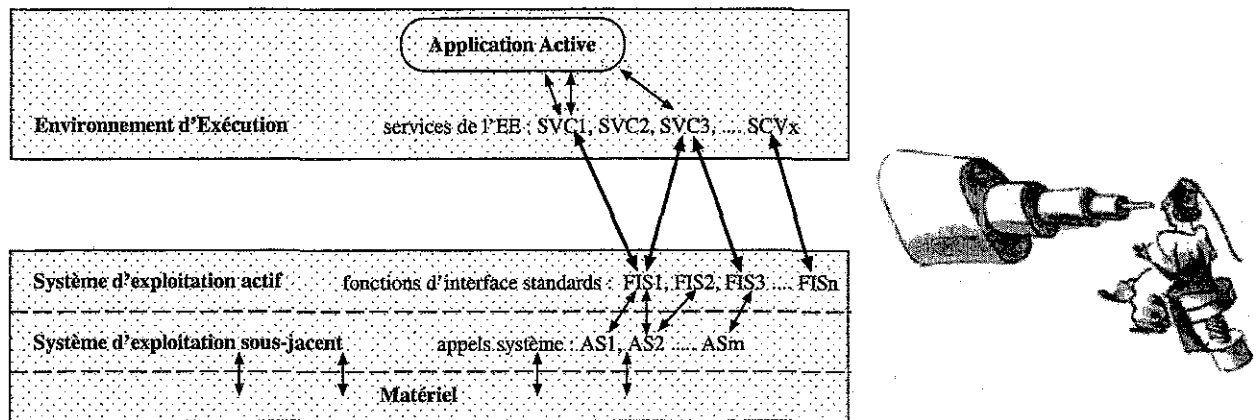 Application Active
Environnement d'Exécution services de l'EE : SVC1, SVC2, SVC3, .... SCVx
Système d'exploitation actif fonctions d'interface standards : FIS1, FIS2, FIS3 .... FISn
Système d'exploitation sous-jacent appels système : AS1, AS2 ..... ASm
Matériel